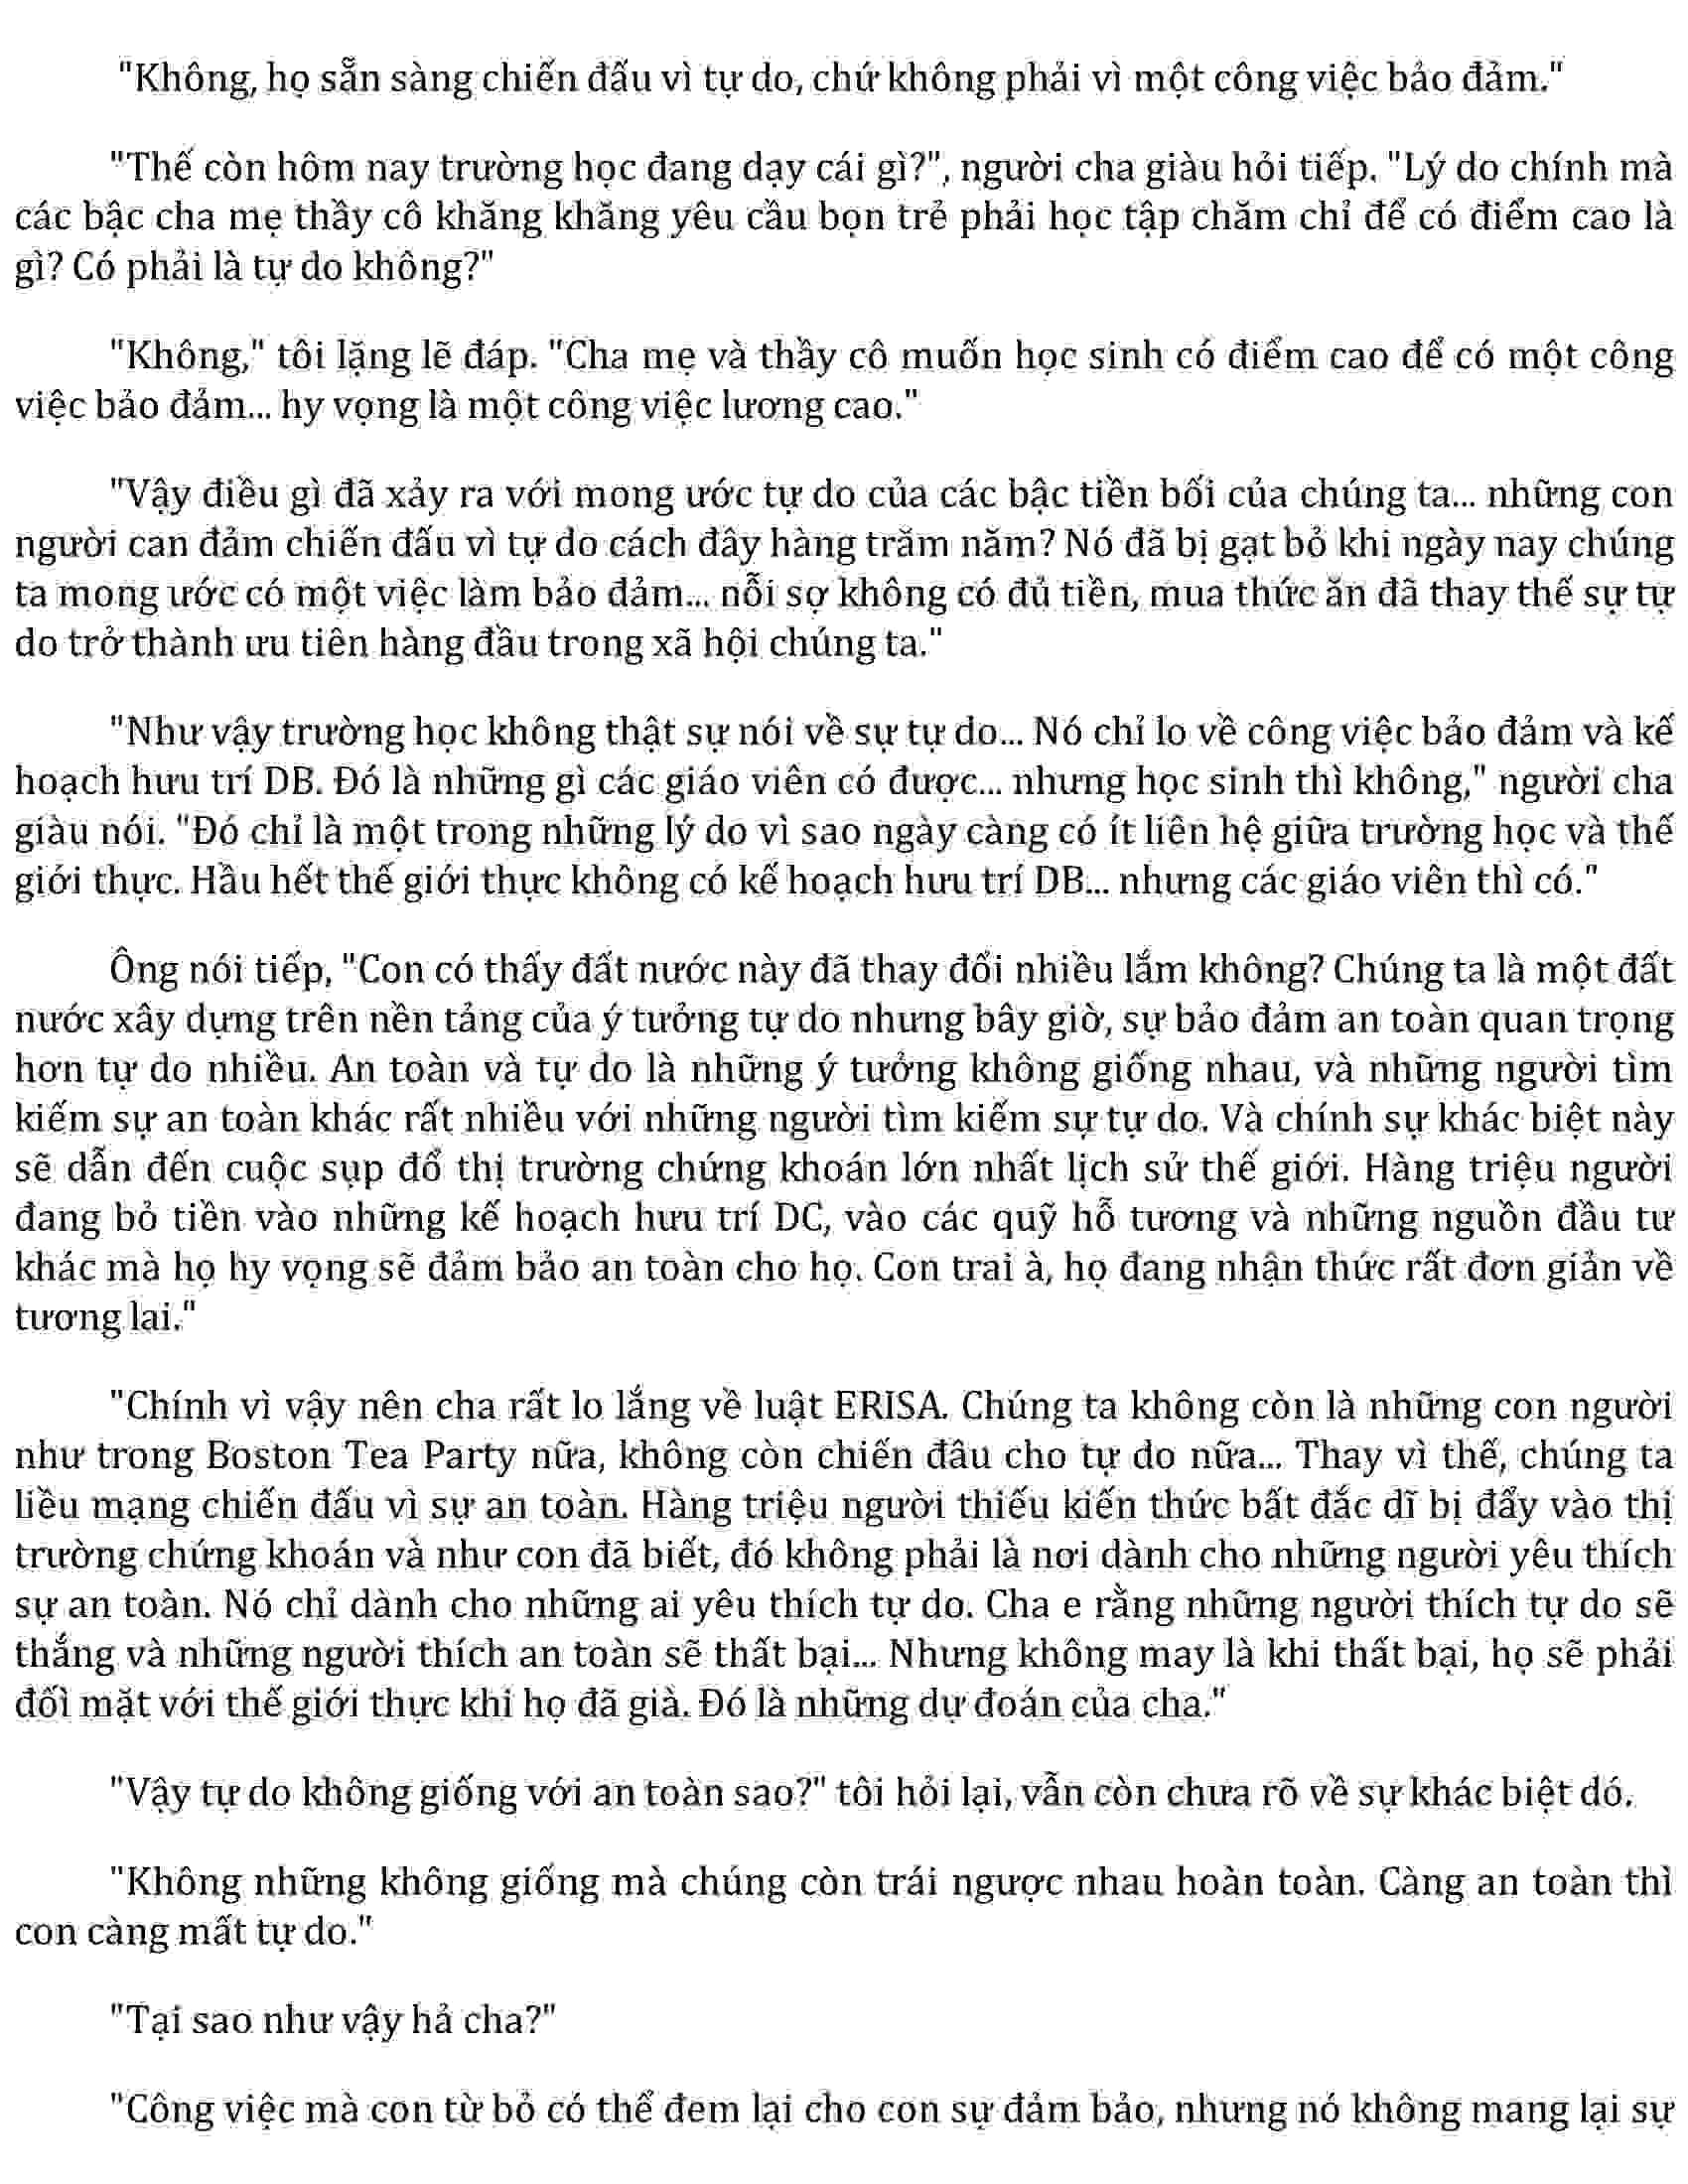 "Không, họ sẵn sàng chiến đấu vì tự do, chứ không phải vì một công việc bảo đảm."
"Thế còn hôm nay trường học đang dạy cái gì?", người cha giàu hỏi tiếp. "Lý do chính mà
các bậc cha mẹ thầy cô khăng khăng yêu cầu bọn trẻ phải học tập chăm chỉ để có điểm cao là
gì? Có phải là tự do không?"
"Không," tôi lặng lẽ đáp. "Cha mẹ và thầy cô muốn học sinh có điểm cao để có một công
việc bảo đảm... hy vọng là một công việc lương cao."
"Vậy điều gì đã xảy ra với mong ước tự do của các bậc tiền bối của chúng ta... những con
người can đảm chiến đấu vì tự do cách đây hàng trăm năm? Nó đã bị gạt bỏ khi ngày nay chúng
ta mong ước có một việc làm bảo đảm... nỗi sợ không có đủ tiền, mua thức ăn đã thay thế sự tự
do trở thành ưu tiên hàng đầu trong xã hội chúng ta."
"Như vậy trường học không thật sự nói về sự tự do... Nó chỉ lo về công việc bảo đảm và kế
hoạch hưu trí DB. Đó là những gì các giáo viên có được... nhưng học sinh thì không," người cha
giàu nói. "Đó chỉ là một trong những lý do vì sao ngày càng có ít liên hệ giữa trường học và thế
giới thực. Hầu hết thế giới thực không có kế hoạch hưu trí DB... nhưng các giáo viên thì có."
Ông nói tiếp, "Con có thấy đất nước này đã thay đổi nhiều lắm không? Chúng ta là một đất
nước xây dựng trên nền tảng của ý tưởng tự do nhưng bây giờ, sự bảo đảm an toàn quan trọng
hơn tự do nhiều. An toàn và tự do là những ý tưởng không giống nhau, và những người tìm
kiếm sự an toàn khác rất nhiều với những người tìm kiếm sự tự do. Và chính sự khác biệt này
sẽ dẫn đến cuộc sụp đổ thị trường chứng khoán lớn nhất lịch sử thế giới. Hàng triệu người
đang bỏ tiền vào những kế hoạch hưu trí DC, vào các quỹ hỗ tương và những nguồn đầu tư
khác mà họ hy vọng sẽ đảm bảo an toàn cho họ. Con trai à, họ đang nhận thức rất đơn giản về
tương lai."
"Chính vì vậy nên cha rất lo lắng về luật ERISA. Chúng ta không còn là những con người
như trong Boston Tea Party nữa, không còn chiến đâu cho tự do nữa... Thay vì thế, chúng ta
liều mạng chiến đấu vì sự an toàn. Hàng triệu người thiếu kiến thức bất đắc dĩ bị đẩy vào thị
trường chứng khoán và như con đã biết, đó không phải là nơi dành cho những người yêu thích
sự an toàn. Nó chỉ dành cho những ai yêu thích tự do. Cha e rằng những người thích tự do sẽ
thắng và những người thích an toàn sẽ thất bại... Nhưng không may là khi thất bại, họ sẽ phải
đối mặt với thế giới thực khi họ đã già. Đó là những dự đoán của cha."
"Vậy tự do không giống với an toàn sao?" tôi hỏi lại, vẫn còn chưa rõ về sự khác biệt dó.
"Không những không giống mà chúng còn trái ngược nhau hoàn toàn. Càng an toàn thì
con càng mất tự do."
"Tại sao như vậy hả cha?"
"Công việc mà con từ bỏ có thể đem lại cho con sự đảm bảo, nhưng nó không mang lại sự